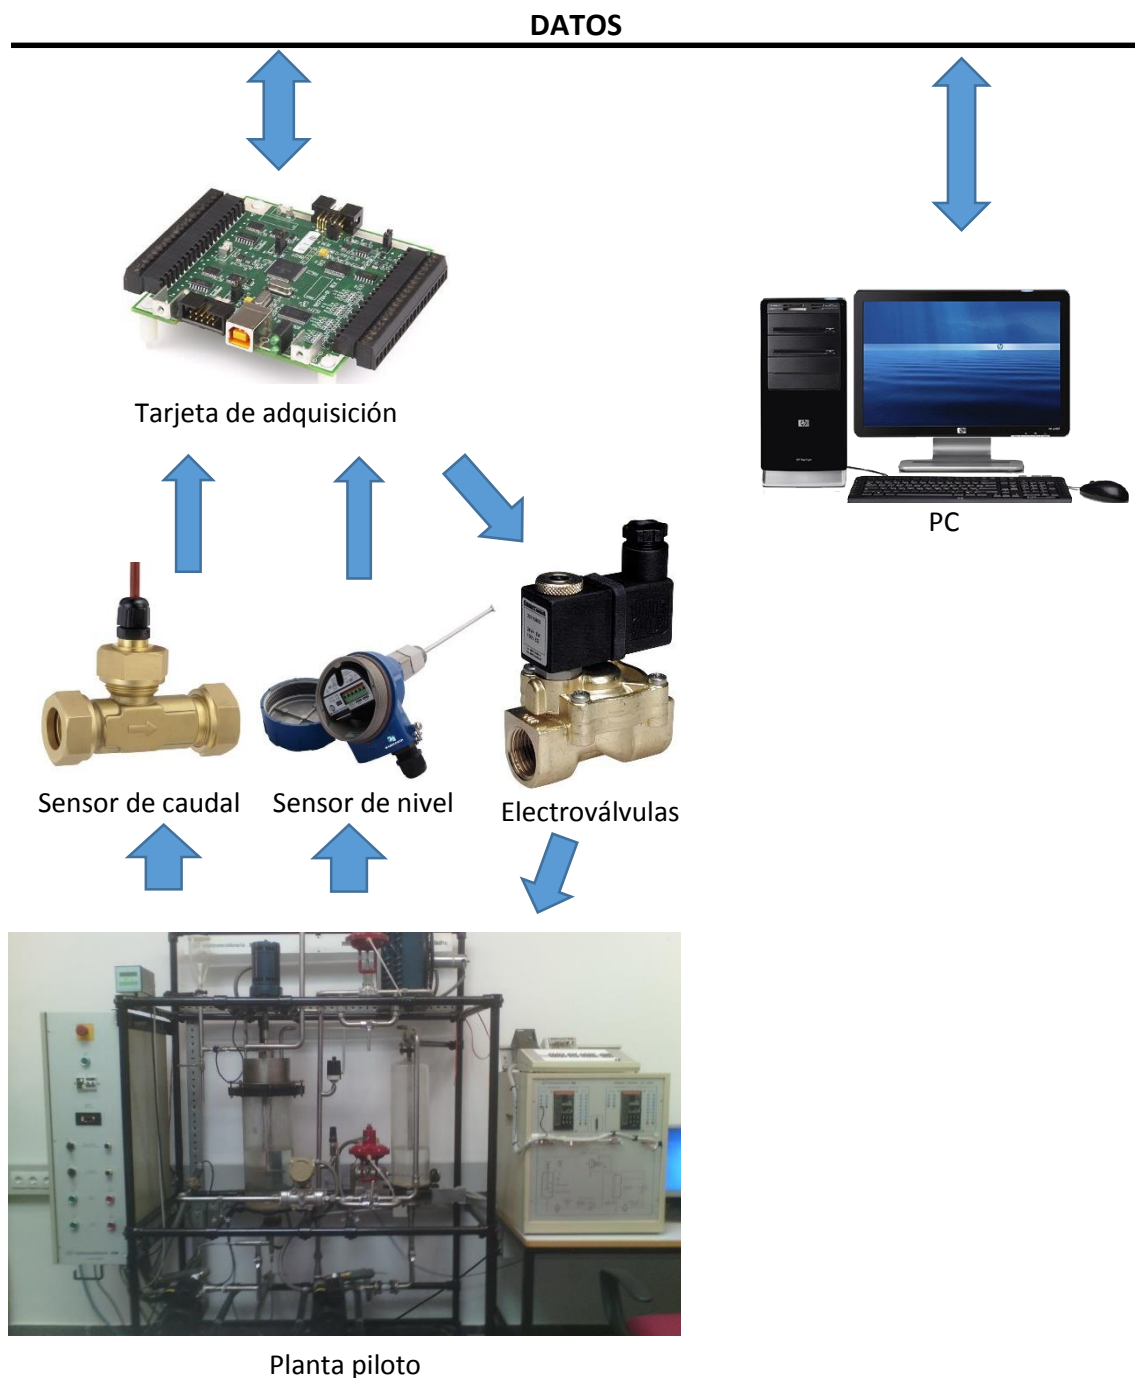 DATOS
Tarjeta de adquisición
PC
Sensor de caudal
Sensor de nivel
Electroválvulas
Planta piloto